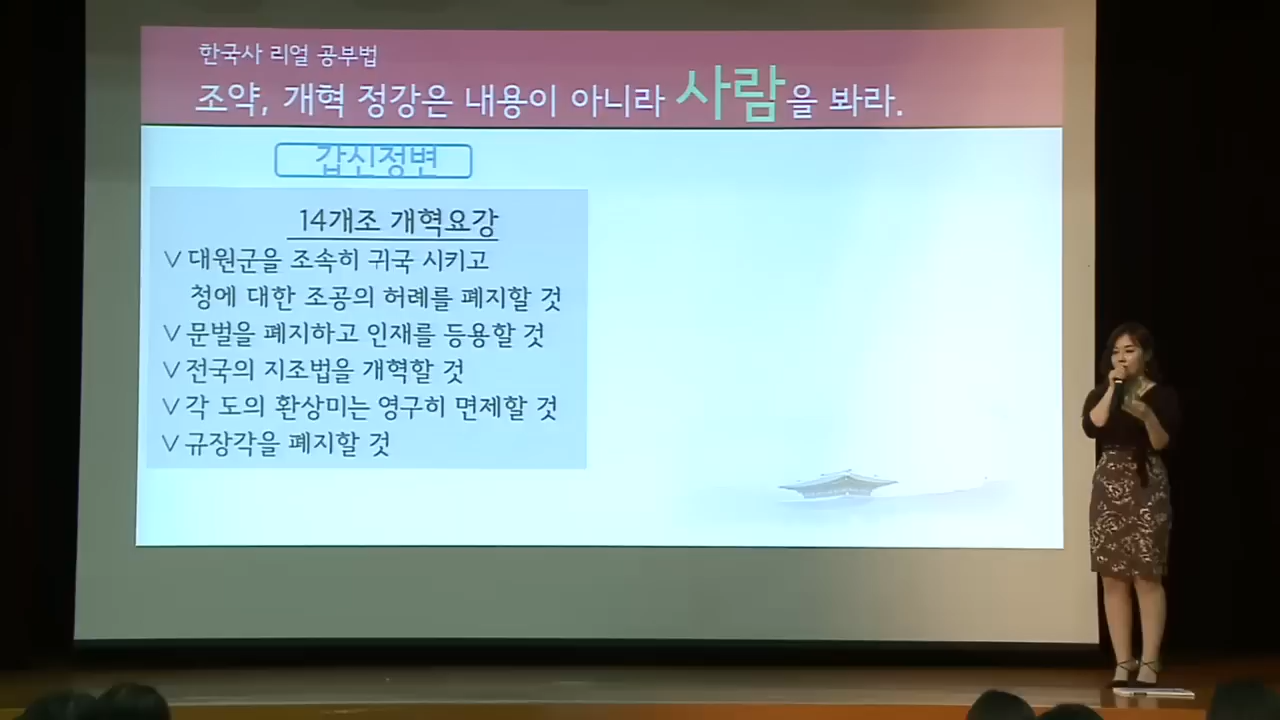 한국사 리얼 공부법
조약, 개혁 정강은 내용이 아니라 사람을 봐라.
갑신정변
14개조 개혁요강
∨ 대원군을 조속히 귀국 시키고
청에 대한 조공의 허례를 폐지할 것
∨ 문벌을 폐지하고 인재를 등용할 것
∨ 전국의 지조법을 개혁할 것
∨ 각 도의 환상미는 영구히 면제할 것
∨ 규장각을 폐지할 것